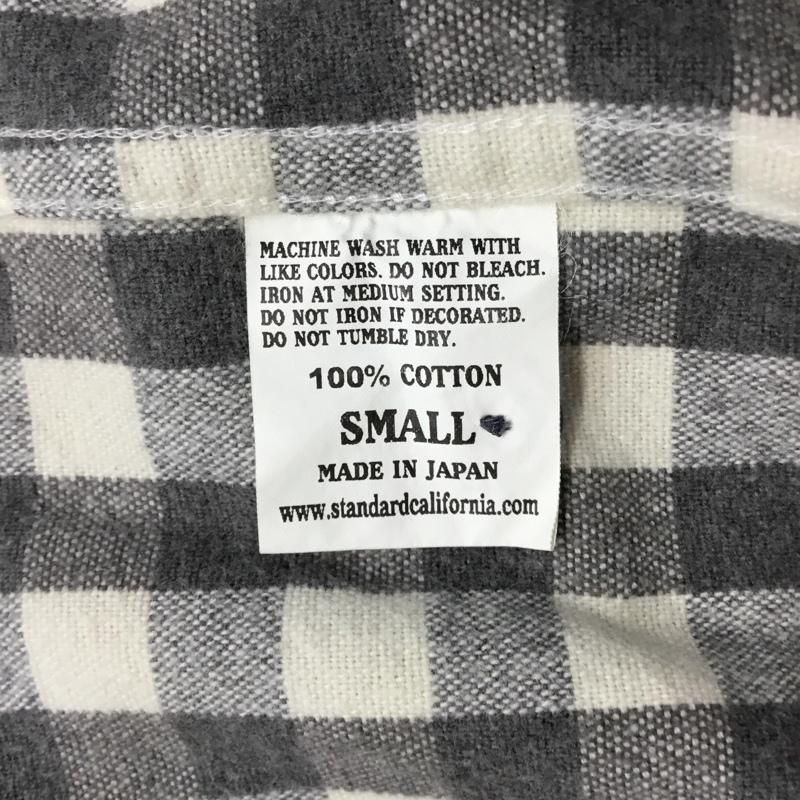 MACHINE WASH WARM WITH
LIKE COLORS. DO NOT BLEACH.
IRON AT MEDIUM SETTING.
DO NOT IRON IF DECORATED.
DO NOT TUMBLE DRY.
100% COTTON
SMALL
MADE IN JAPAN
www.standardcalifornia.com